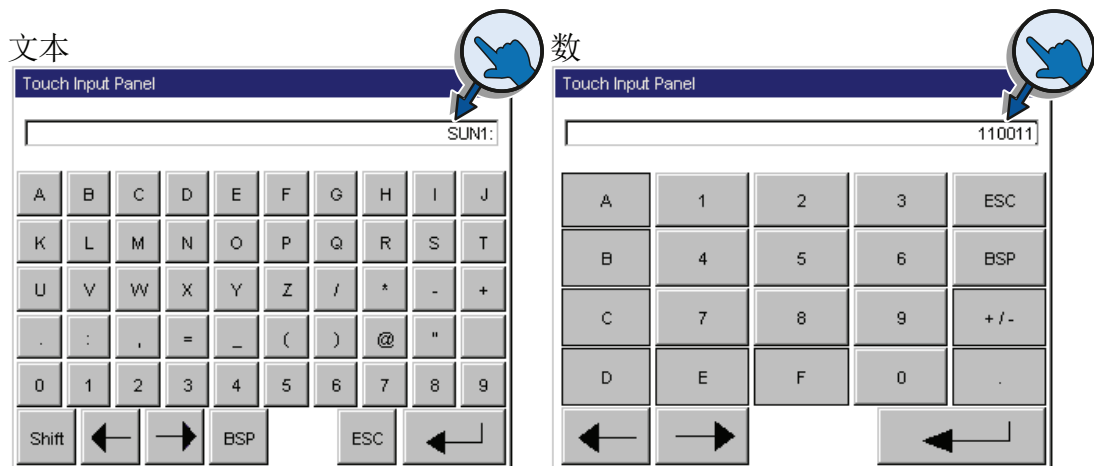 文本
Touch Input Panel
SUN1:
A B C D E F G H I J
K L M N O P Q R S T
U V W X Y Z / * - +
. : , = _ ( ) @ "
0 1 2 3 4 5 6 7 8 9
Shift BSP ESC
数
Touch Input Panel
110011
A 1 2 3 ESC
B 4 5 6 BSP
C 7 8 9 +/-
D E F 0 .